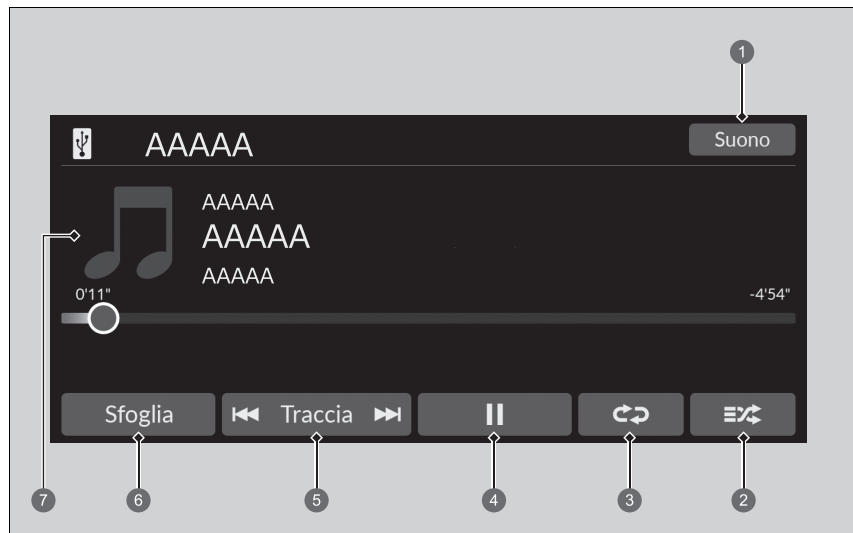 1
AAAAA
Suono
AAAAA
AAAAA
AAAAA
0'11"
-4'54"
Sfoglia
Traccia
7
6
5
4
3
2